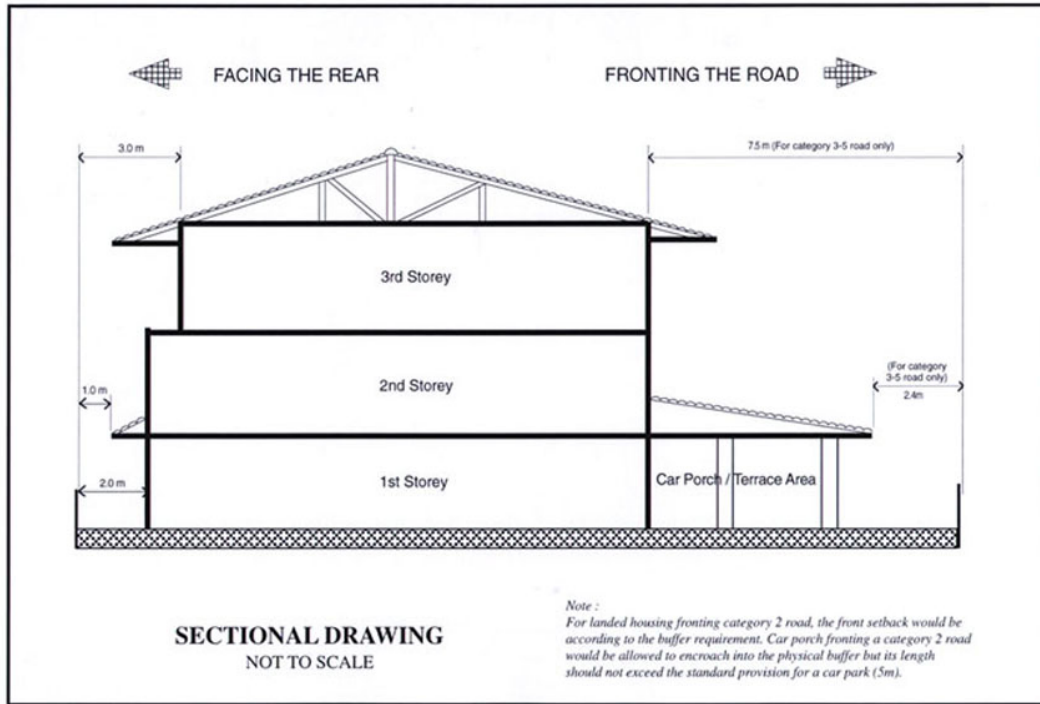 FACING THE REAR
FRONTING THE ROAD
3.0 m
7.5 m (For category 3-5 road only)
3rd Storey
2nd Storey
(For category
3-5 road only)
2.4m
1.0 m
1st Storey
Car Porch / Terrace Area
2.0 m
SECTIONAL DRAWING
NOT TO SCALE
Note :
For landed housing fronting category 2 road, the front setback would be
according to the buffer requirement. Car porch fronting a category 2 road
would be allowed to encroach into the physical buffer but its length
should not exceed the standard provision for a car park (5m).